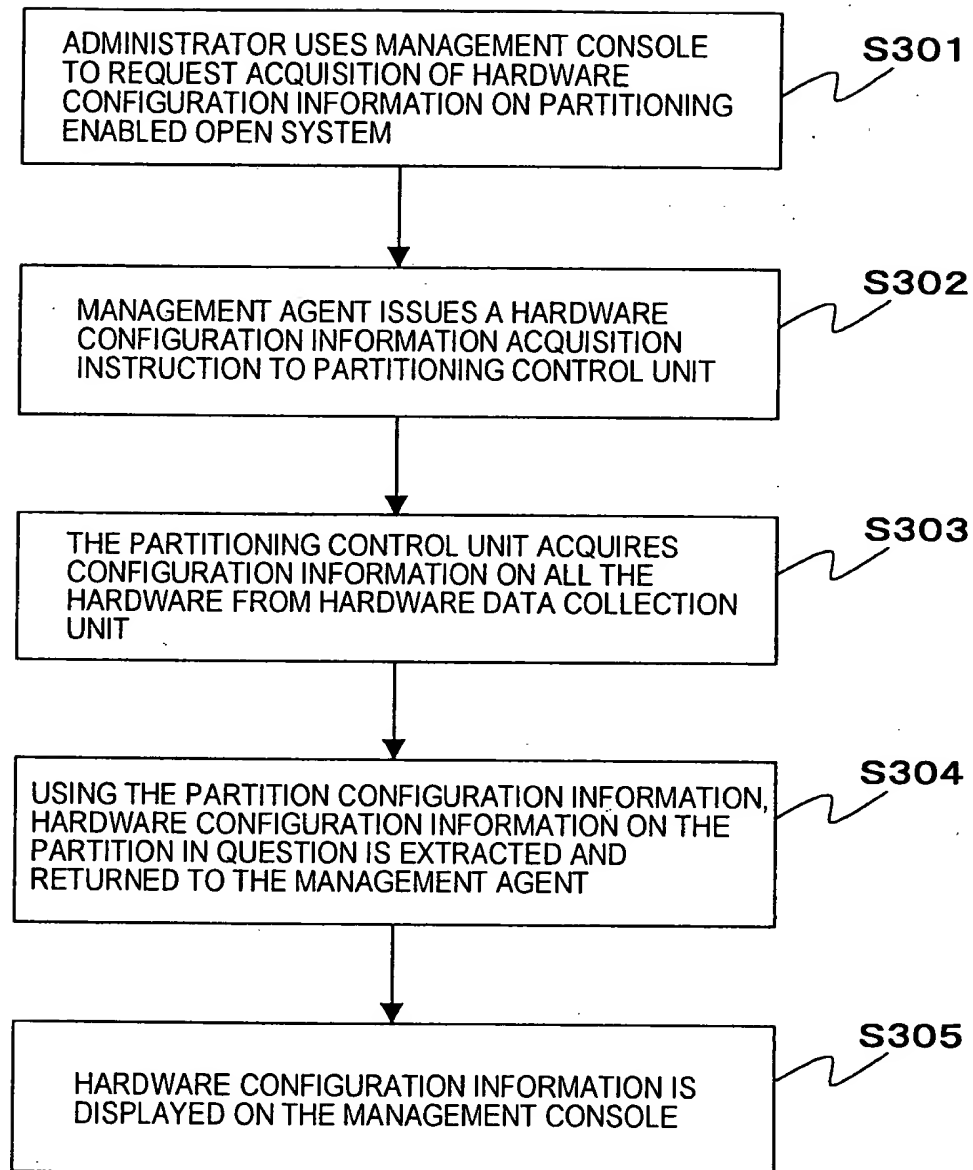 ADMINISTRATOR USES MANAGEMENT CONSOLE
TO REQUEST ACQUISITION OF HARDWARE
CONFIGURATION INFORMATION ON PARTITIONING
ENABLED OPEN SYSTEM
S301
MANAGEMENT AGENT ISSUES A HARDWARE
CONFIGURATION INFORMATION ACQUISITION
INSTRUCTION TO PARTITIONING CONTROL UNIT
S302
THE PARTITIONING CONTROL UNIT ACQUIRES
CONFIGURATION INFORMATION ON ALL THE
HARDWARE FROM HARDWARE DATA COLLECTION
UNIT
S303
USING THE PARTITION CONFIGURATION INFORMATION,
HARDWARE CONFIGURATION INFORMATION ON THE
PARTITION IN QUESTION IS EXTRACTED AND
RETURNED TO THE MANAGEMENT AGENT
S304
HARDWARE CONFIGURATION INFORMATION IS
DISPLAYED ON THE MANAGEMENT CONSOLE
S305